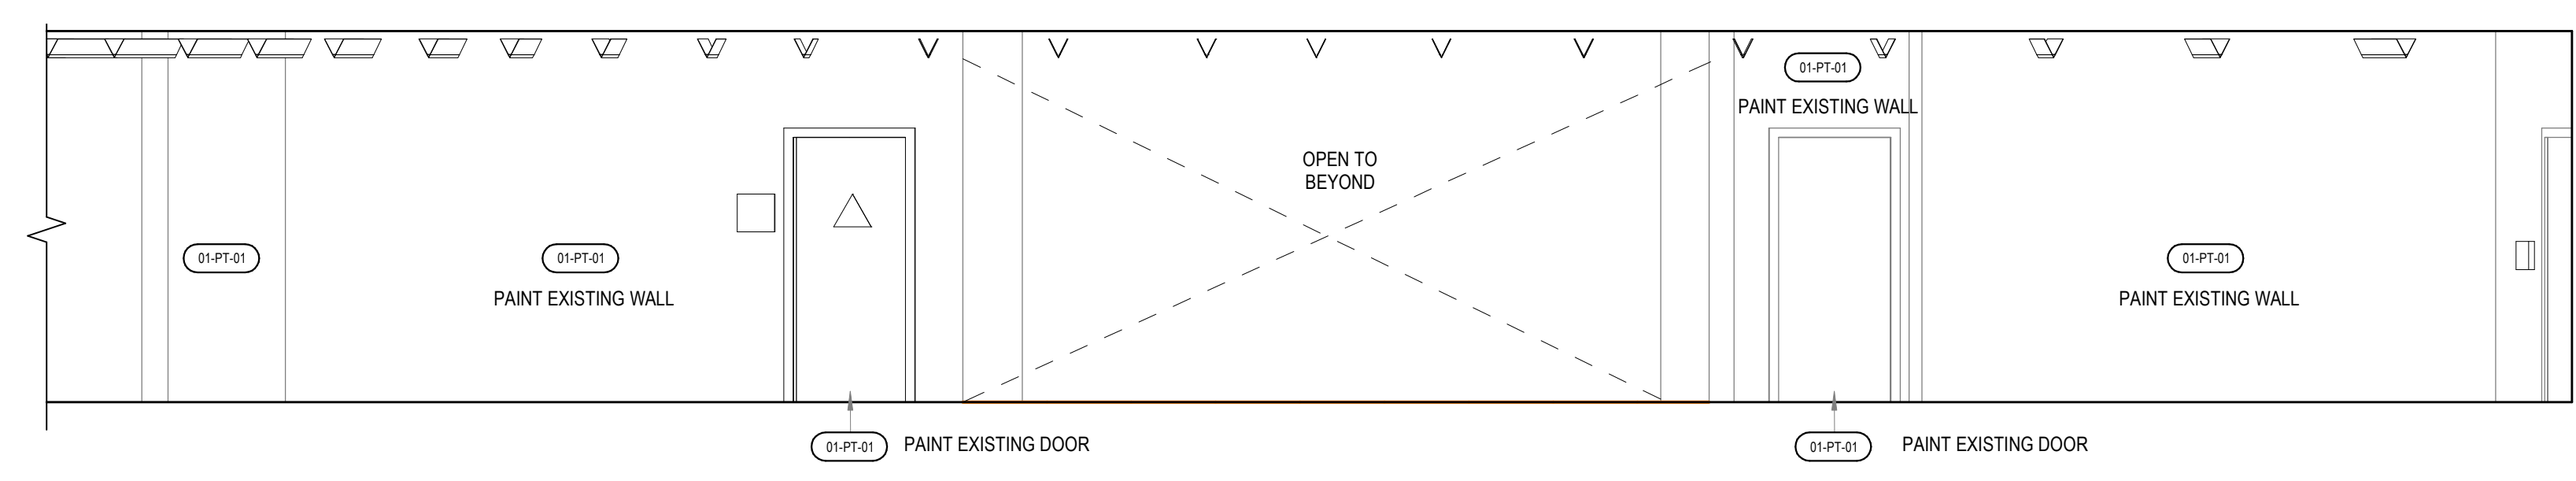 01-PT-01
PAINT EXISTING WALL
OPEN TO
BEYOND
01-PT-01
01-PT-01
PAINT EXISTING WALL
01-PT-01
PAINT EXISTING WALL
01-PT-01
PAINT EXISTING DOOR
01-PT-01
PAINT EXISTING DOOR